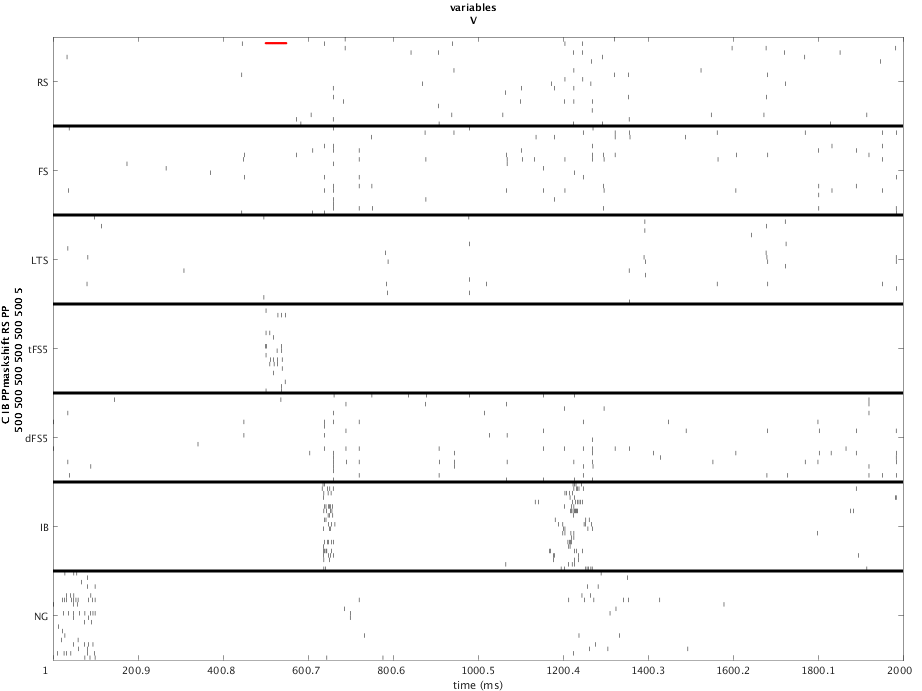 variables
V
RS
FS
LTS
tFS5
dFS5
IB
NG
C IB PPmaskshift RS PP
500 500 500 500 500 500 5
1
200.9
400.8
600.7
800.6
1000.5
1200.4
1400.3
1600.2
1800.1
2000
time (ms)